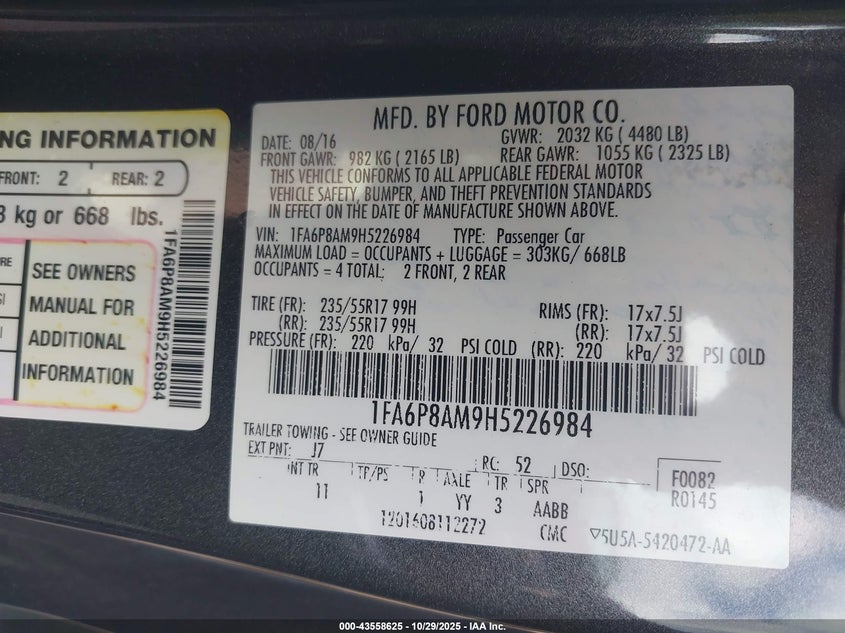 NG INFORMATION
FRONT: 2 REAR: 2
kg or 668 lbs.
SEE OWNERS
MANUAL FOR
ADDITIONAL
INFORMATION
1FA6P8AM9H5226984
MFD. BY FORD MOTOR CO.
DATE: 08/16 GVWR: 2032 KG ( 4480 LB)
FRONT GAWR: 982 KG ( 2165 LB) REAR GAWR: 1055 KG ( 2325 LB)
THIS VEHICLE CONFORMS TO ALL APPLICABLE FEDERAL MOTOR
VEHICLE SAFETY, BUMPER, AND THEFT PREVENTION STANDARDS
IN EFFECT ON THE DATE OF MANUFACTURE SHOWN ABOVE.
VIN: 1FA6P8AM9H5226984 TYPE: Passenger Car
MAXIMUM LOAD = OCCUPANTS + LUGGAGE = 303KG/ 668LB
OCCUPANTS = 4 TOTAL: 2 FRONT, 2 REAR
TIRE (FR): 235/55R17 99H RIMS (FR): 17x7.5J
(RR): 235/55R17 99H (RR): 17x7.5J
PRESSURE (FR): 220 kPa/ 32 PSI COLD (RR): 220 kPa/ 32 PSI COLD
1FA6P8AM9H5226984
TRAILER TOWING - SEE OWNER GUIDE
EXT PNT: J7 RC: 52 DSO: F0082
INT TR TP/PS R AXLE TR SPR R0145
11 1 YY 3 AABB
1201608112272 CMC 5U5A-5420472-AA
000-43558625 - 10/29/2025 - IAA Inc.